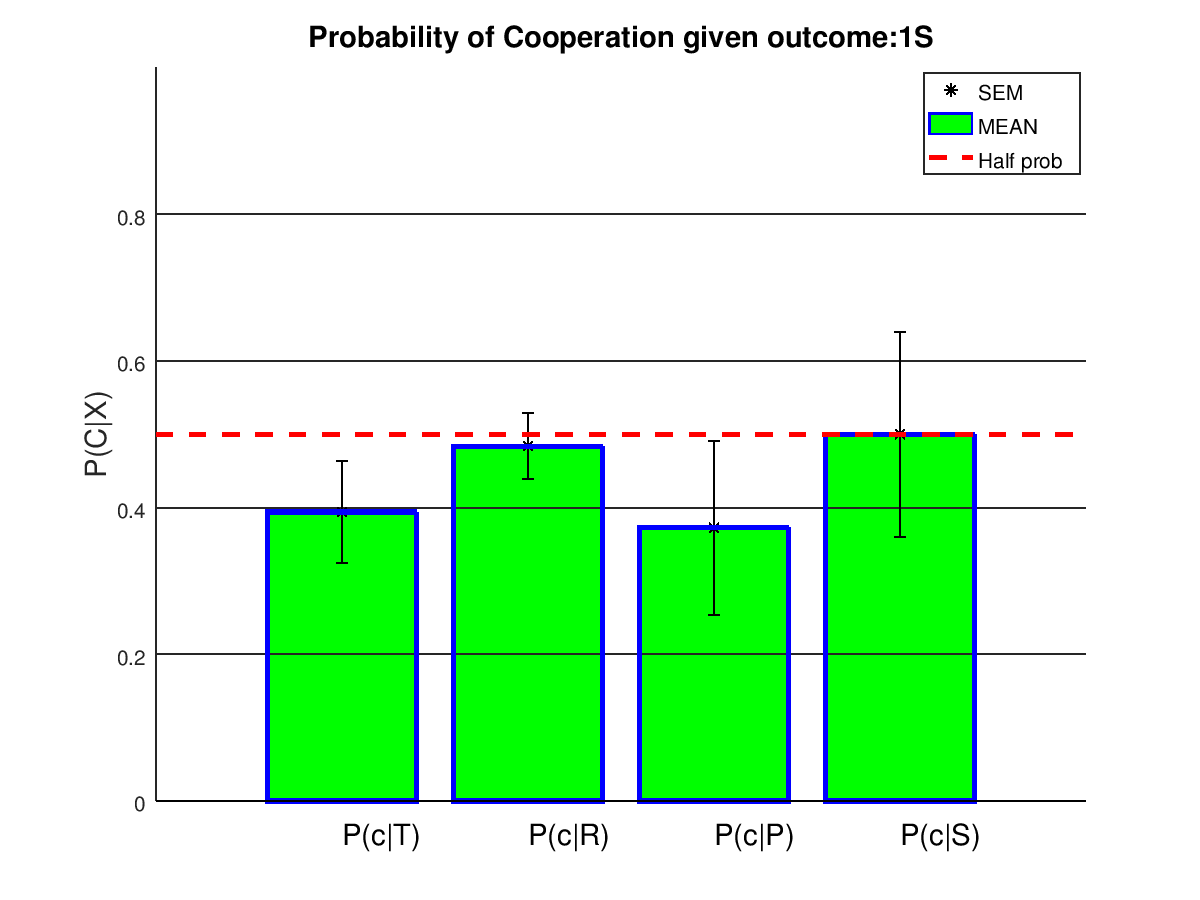 Probability of Cooperation given outcome:1S
SEM
MEAN
Half prob
0.8
0.6
0.4
0.2
0
P(C|X)
P(c|T)
P(c|R)
P(c|P)
P(c|S)